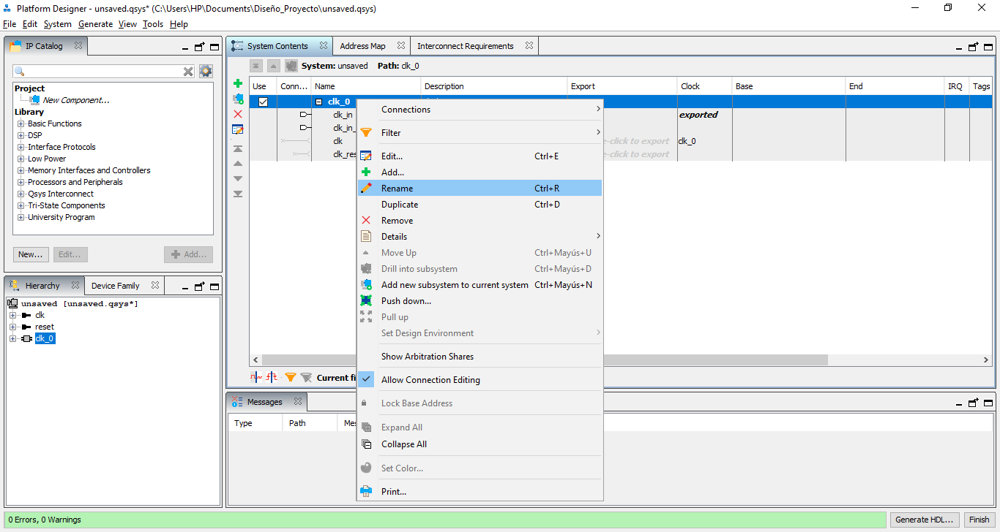 Platform Designer - unsaved.qsys* (C:\Users\HP\Documents\Diseño_Proyecto\unsaved.qsys)
File Edit System Generate View Tools Help
IP Catalog
Project
New Component...
Library
Basic Functions
DSP
Interface Protocols
Low Power
Memory Interfaces and Controllers
Processors and Peripherals
Qsys Interconnect
Tri-State Components
University Program
New... Edit... Add...
Hierarchy Device Family
unsaved [unsaved.qsys*]
clk
reset
clk_0
System Contents Address Map Interconnect Requirements
System: unsaved Path: clk_0
Use Conn... Name Description Export Clock Base End IRQ Tags
clk_0
clk_in exported
clk_in_
clk e-click to export clk_0
clk_res e-click to export
Current fi
Connections
Filter
Edit... Ctrl+E
Add...
Rename Ctrl+R
Duplicate Ctrl+D
Remove
Details
Move Up Ctrl+Mayús+U
Drill into subsystem Ctrl+Mayús+D
Add new subsystem to current system Ctrl+Mayús+N
Push down...
Pull up
Set Design Environment
Show Arbitration Shares
Allow Connection Editing
Lock Base Address
Expand All
Collapse All
Set Color...
Print...
Messages
Type Path Mes
0 Errors, 0 Warnings
Generate HDL... Finish